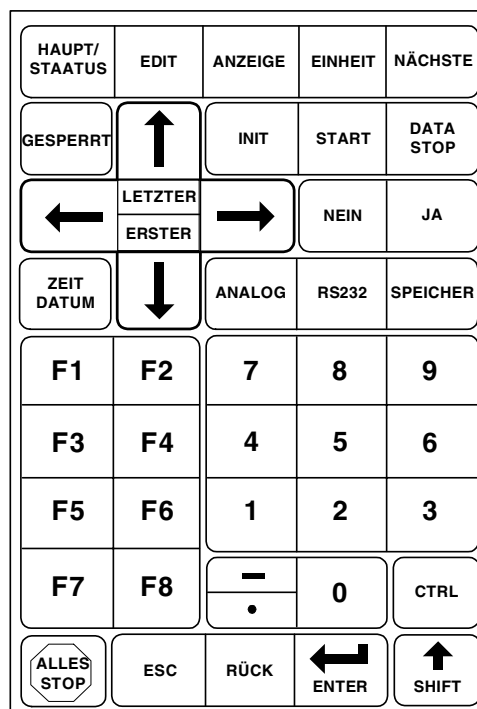 HAUPT/
STAATUS
EDIT
ANZEIGE
EINHEIT
NÄCHSTE
GESPERRT
INIT
START
DATA
STOP
LETZTER
ERSTER
NEIN
JA
ZEIT
DATUM
ANALOG
RS232
SPEICHER
F1
F2
7
8
9
F3
F4
4
5
6
F5
F6
1
2
3
F7
F8
–
.
0
CTRL
ALLES
STOP
ESC
RÜCK
ENTER
SHIFT